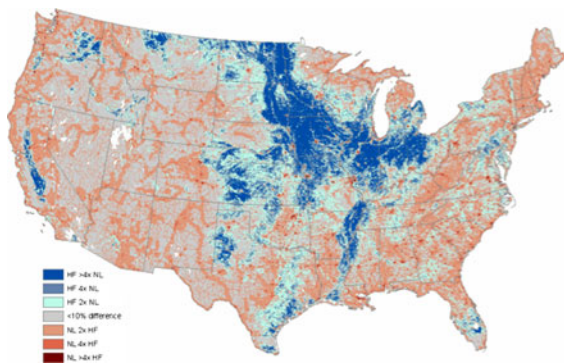 HF >4x NL
HF 4x NL
HF 2x NL
<10% difference
NL 2x HF
NL 4x HF
NL >4x HF